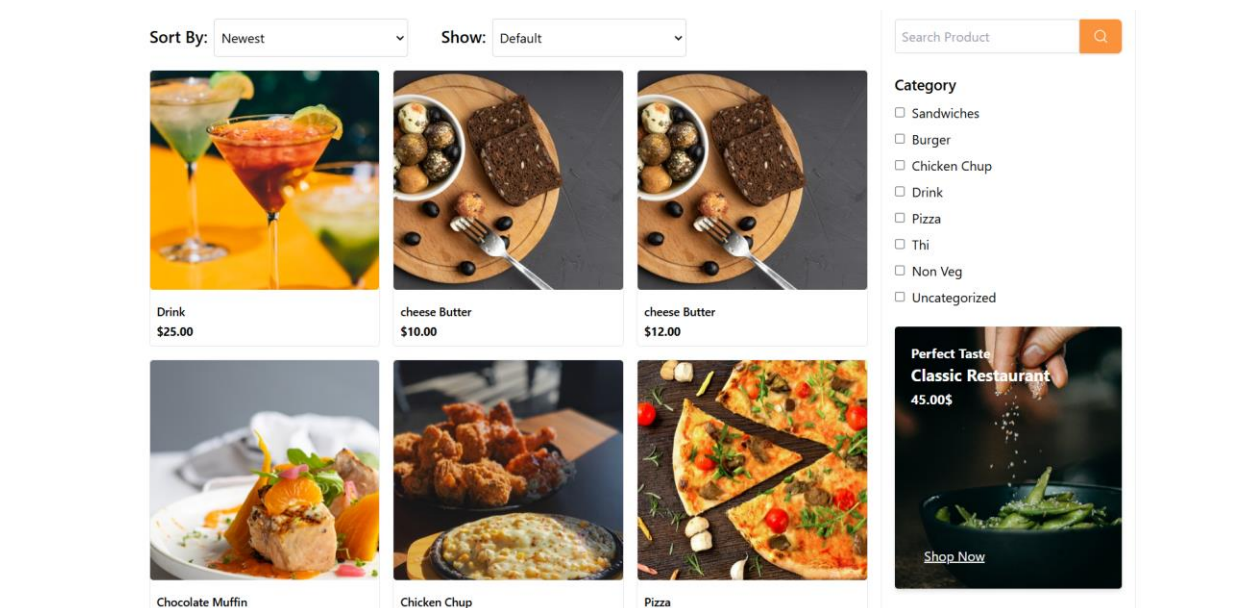 Sort By: Newest Show: Default
Search Product
Drink
$25.00
cheese Butter
$10.00
cheese Butter
$12.00
Chocolate Muffin
Chicken Chup
Pizza
Category
Sandwiches
Burger
Chicken Chup
Drink
Pizza
Thi
Non Veg
Uncategorized
Perfect Taste
Classic Restaurant
45.00$
Shop Now